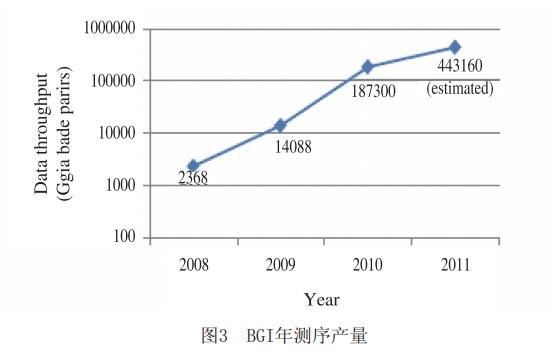 1000000
100000
10000
1000
100
Data throughput
(Ggia bade parirs)
2368
14088
187300
443160
(estimated)
2008 2009 2010 2011
Year
图3 BGI年测序产量